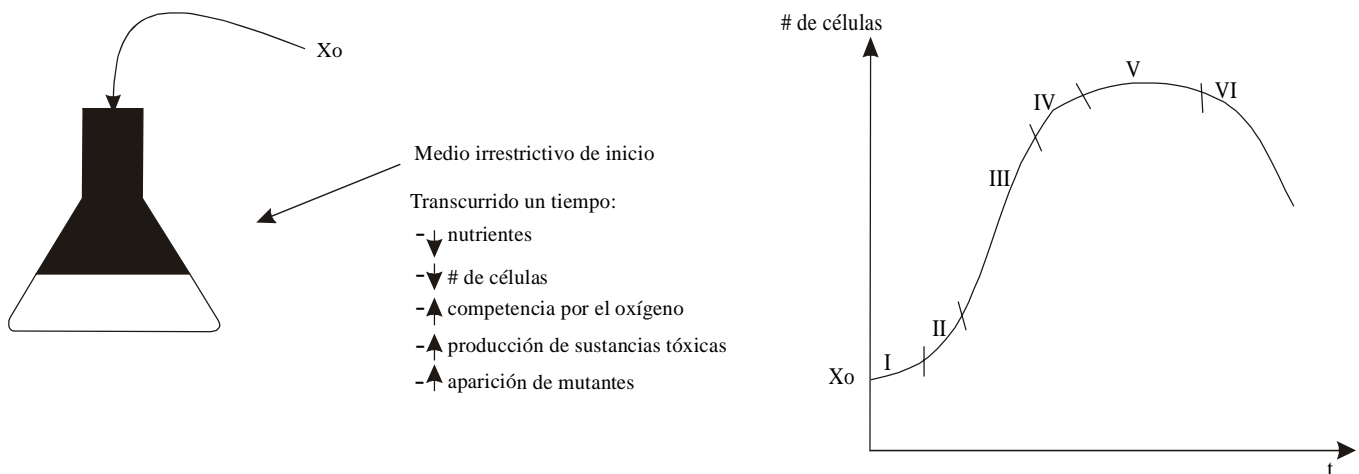 Xo
Medio irrestrictivo de inicio
Transcurrido un tiempo:
- nutrientes
- # de células
- competencia por el oxígeno
- producción de sustancias tóxicas
- aparición de mutantes
# de células
V
IV
VI
III
II
I
Xo
t